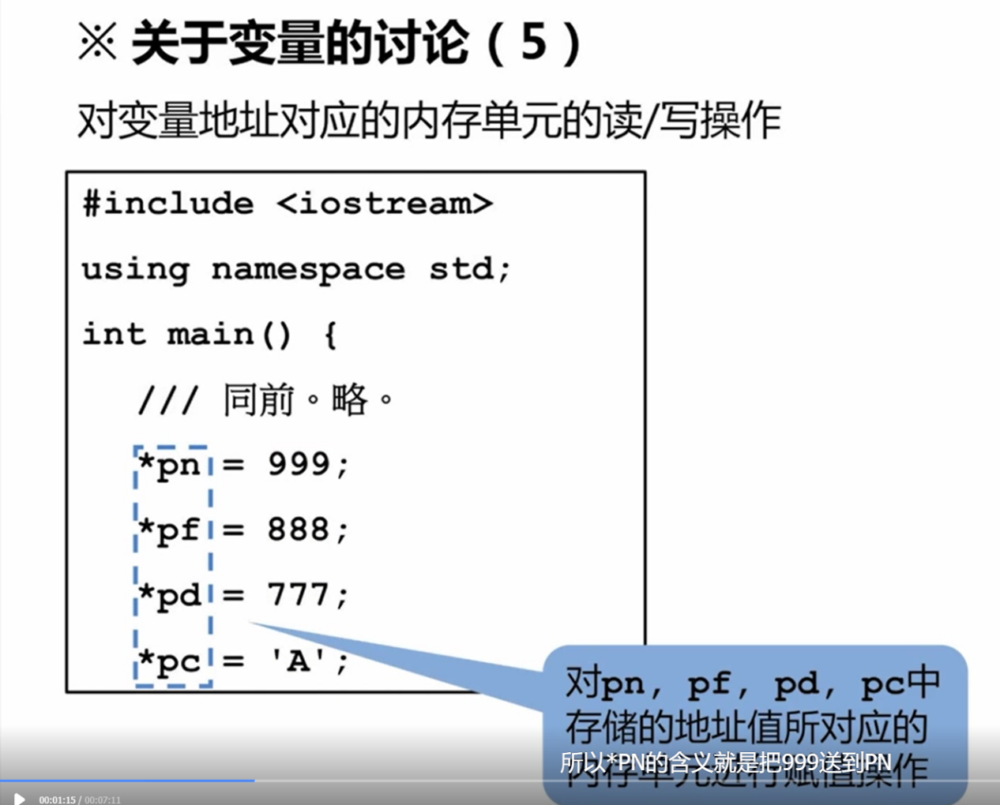 ※ 关于变量的讨论（5）
对变量地址对应的内存单元的读/写操作
#include <iostream>
using namespace std;
int main() {
/// 同前。略。
*pn = 999;
*pf = 888;
*pd = 777;
*pc = 'A';
对pn, pf, pd, pc中
存储的地址值所对应的
内存单元进行赋值操作
所以*PN的含义就是把999送到PN
00:01:15 / 00:07:11